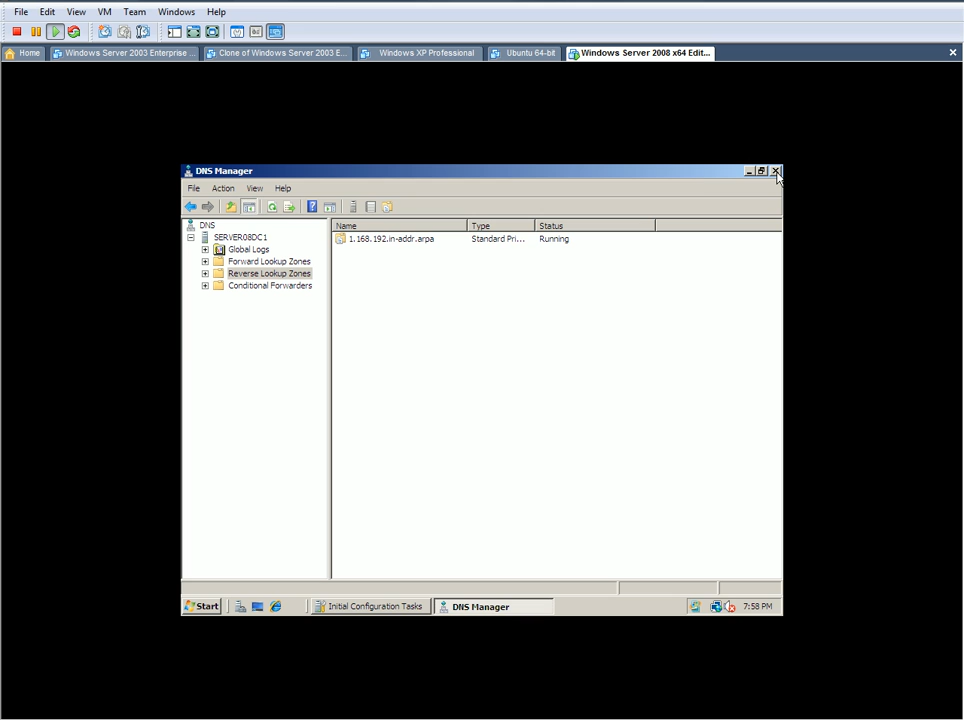 File Edit View VM Team Windows Help
Home Windows Server 2003 Enterprise ... Clone of Windows Server 2003 E... Windows XP Professional Ubuntu 64-bit Windows Server 2008 x64 Edit...
DNS Manager
File Action View Help
DNS
SERVER08DC1
Global Logs
Forward Lookup Zones
Reverse Lookup Zones
Conditional Forwarders
Name Type Status
1.168.192.in-addr.arpa Standard Pri... Running
Start Initial Configuration Tasks DNS Manager 7:58 PM